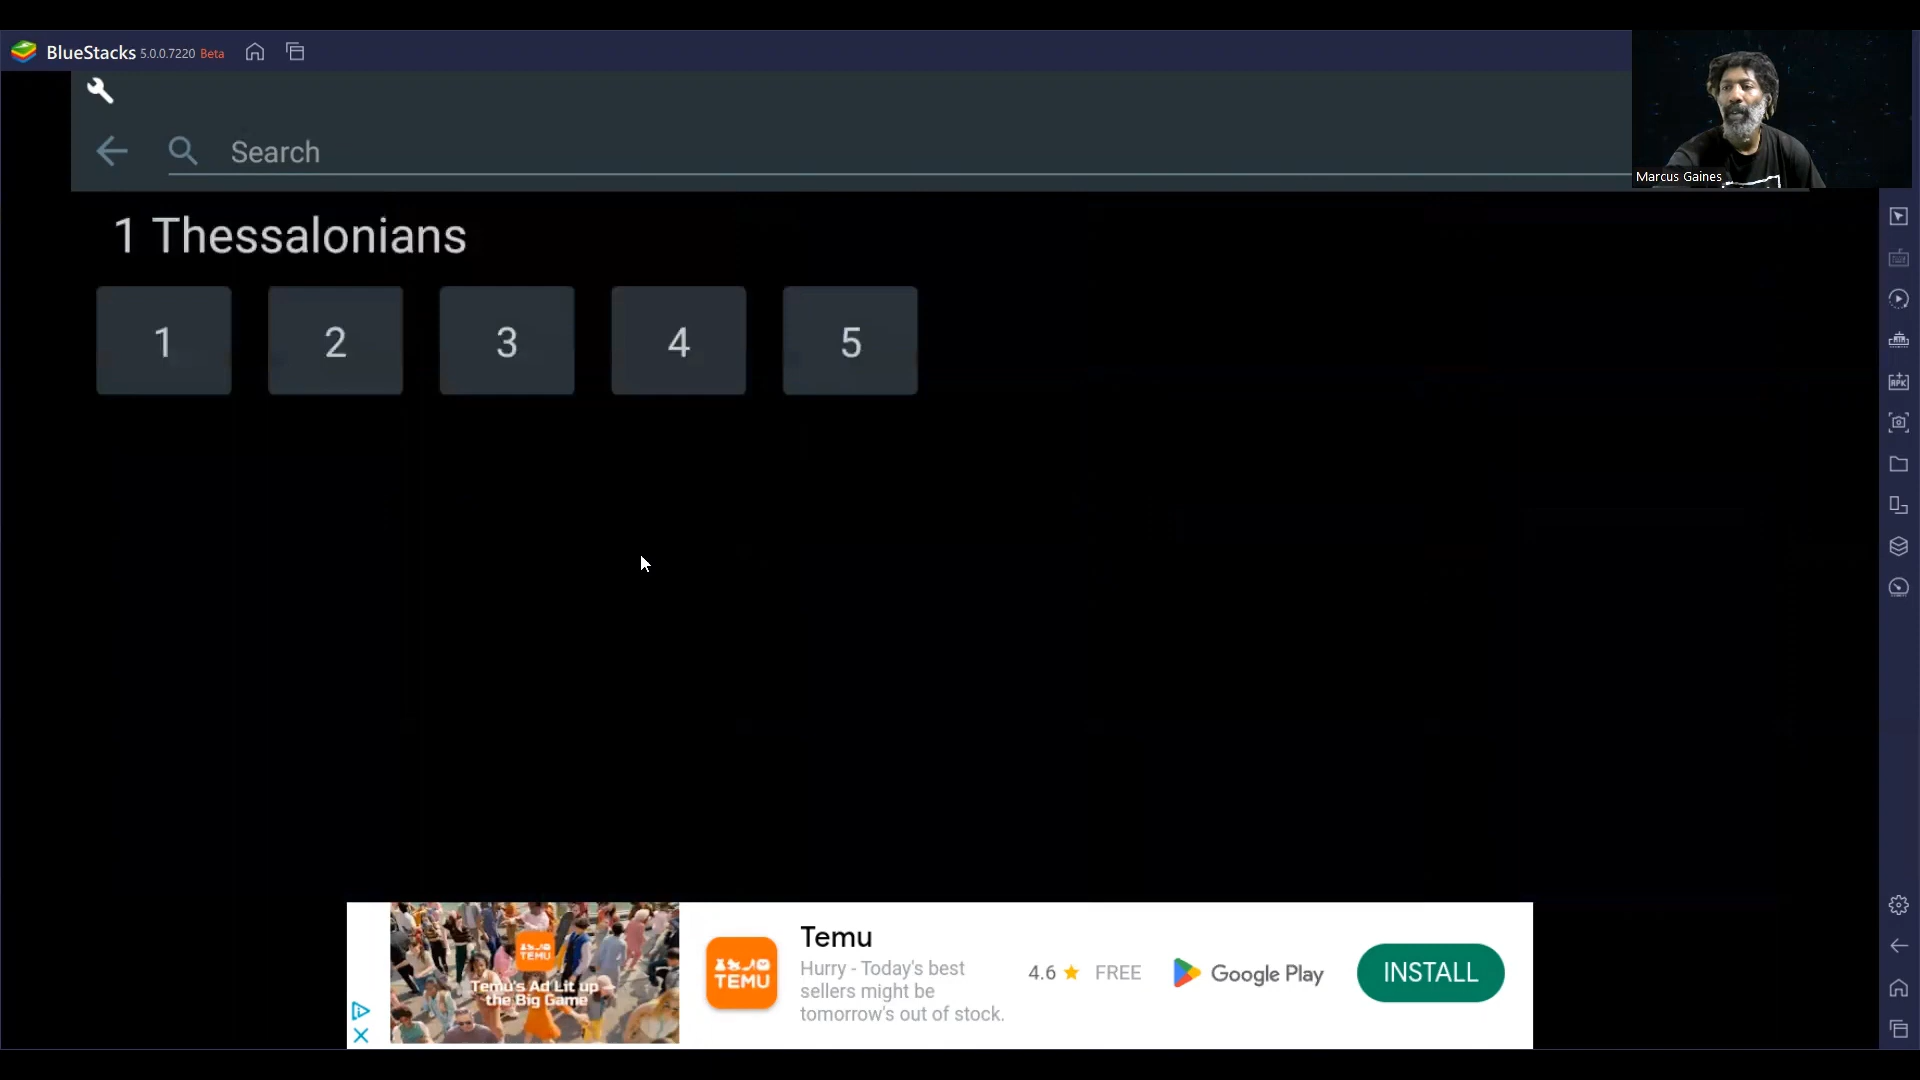 BlueStacks 5.0.0.7220 Beta
Search
Marcus Gaines
1 Thessalonians
1 2 3 4 5
TEMU
Temu's Ad Lit up
the Big Game
TEMU
Temu
Hurry - Today's best
sellers might be
tomorrow's out of stock.
4.6 FREE Google Play INSTALL